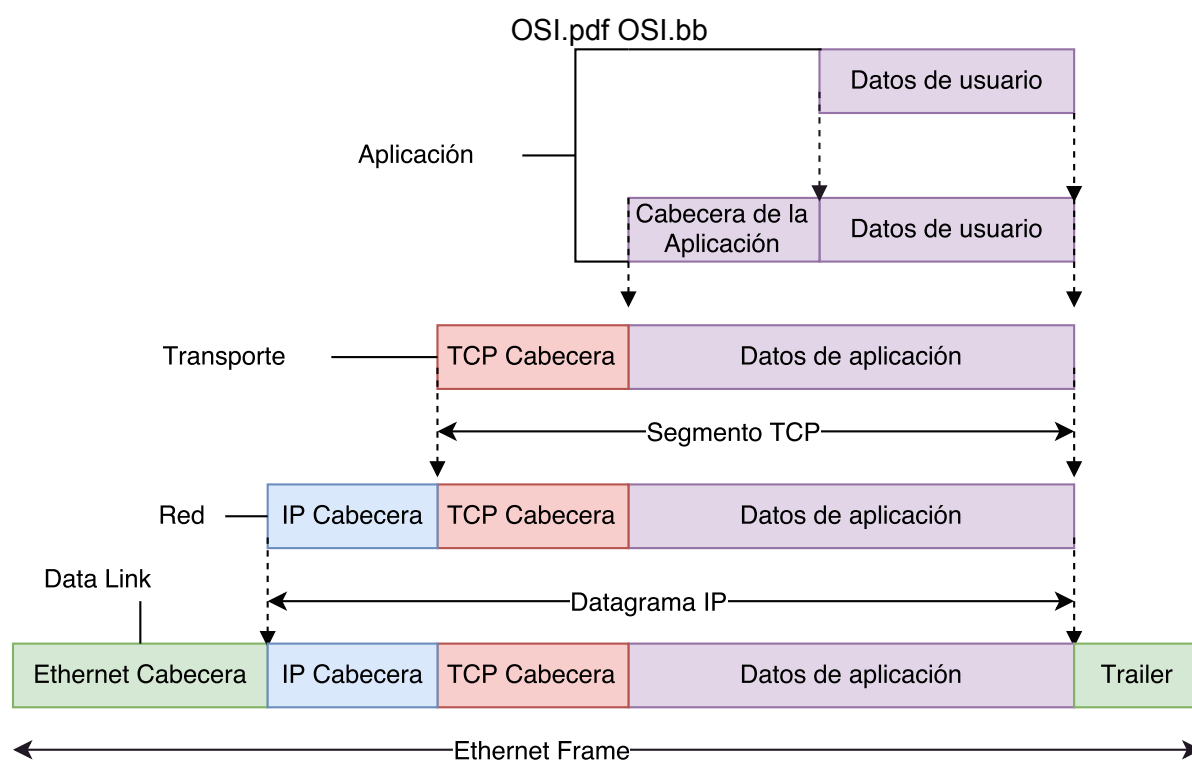 OSI.pdf OSI.bb
Datos de usuario
Aplicación
Cabecera de la
Aplicación
Datos de usuario
Transporte
TCP Cabecera
Datos de aplicación
Segmento TCP
Red
IP Cabecera
TCP Cabecera
Datos de aplicación
Data Link
Datagrama IP
Ethernet Cabecera
IP Cabecera
TCP Cabecera
Datos de aplicación
Trailer
Ethernet Frame